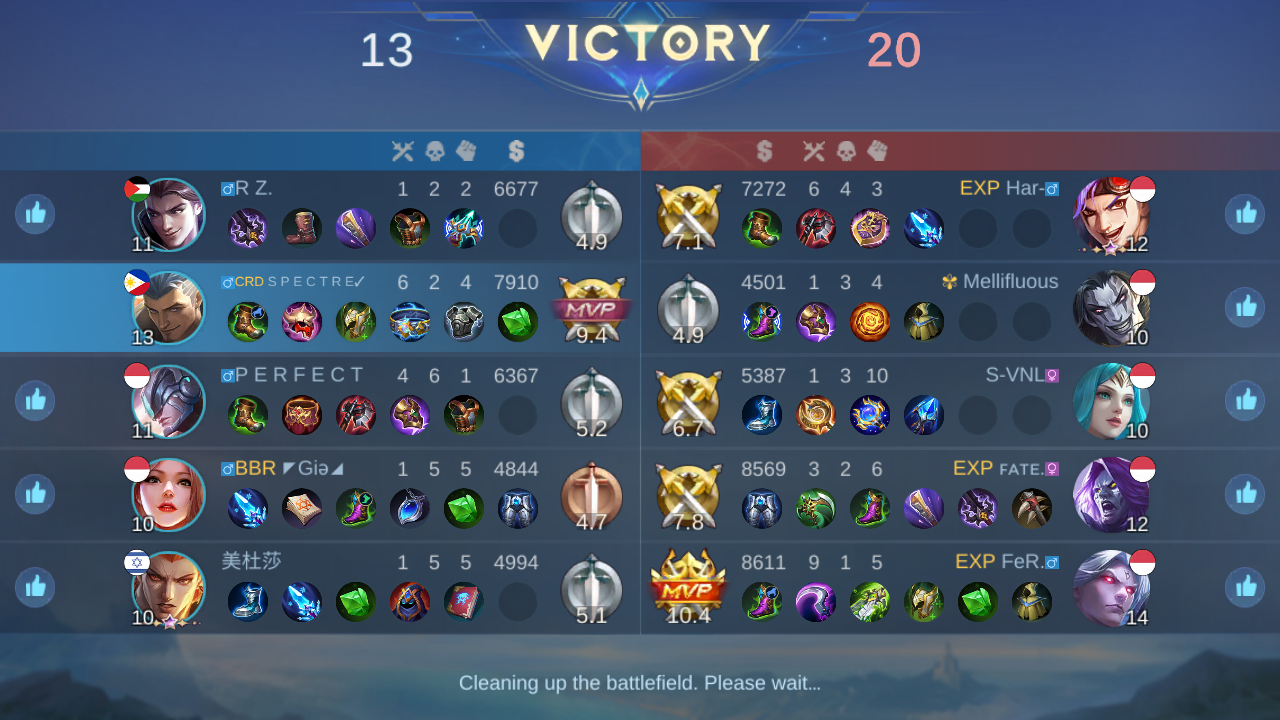 13 VICTORY 20
♂R Z. 1 2 2 6677
11 4.9
7272 6 4 3 EXP Har-♂
7.1 12
♂CRD S P E C T R E✓ 6 2 4 7910
13 MVP 9.4
4501 1 3 4 Mellifluous
4.9 10
♂P E R F E C T 4 6 1 6367
11 5.2
5387 1 3 10 S-VNL♀
6.7 10
♂BBR ◤Giə◢ 1 5 5 4844
10 4.7
8569 3 2 6 EXP ꜰᴀᴛᴇ.♀
7.8 12
美杜莎 1 5 5 4994
10 5.1
8611 9 1 5 EXP FeR.♂
MVP 10.4 14
Cleaning up the battlefield. Please wait...